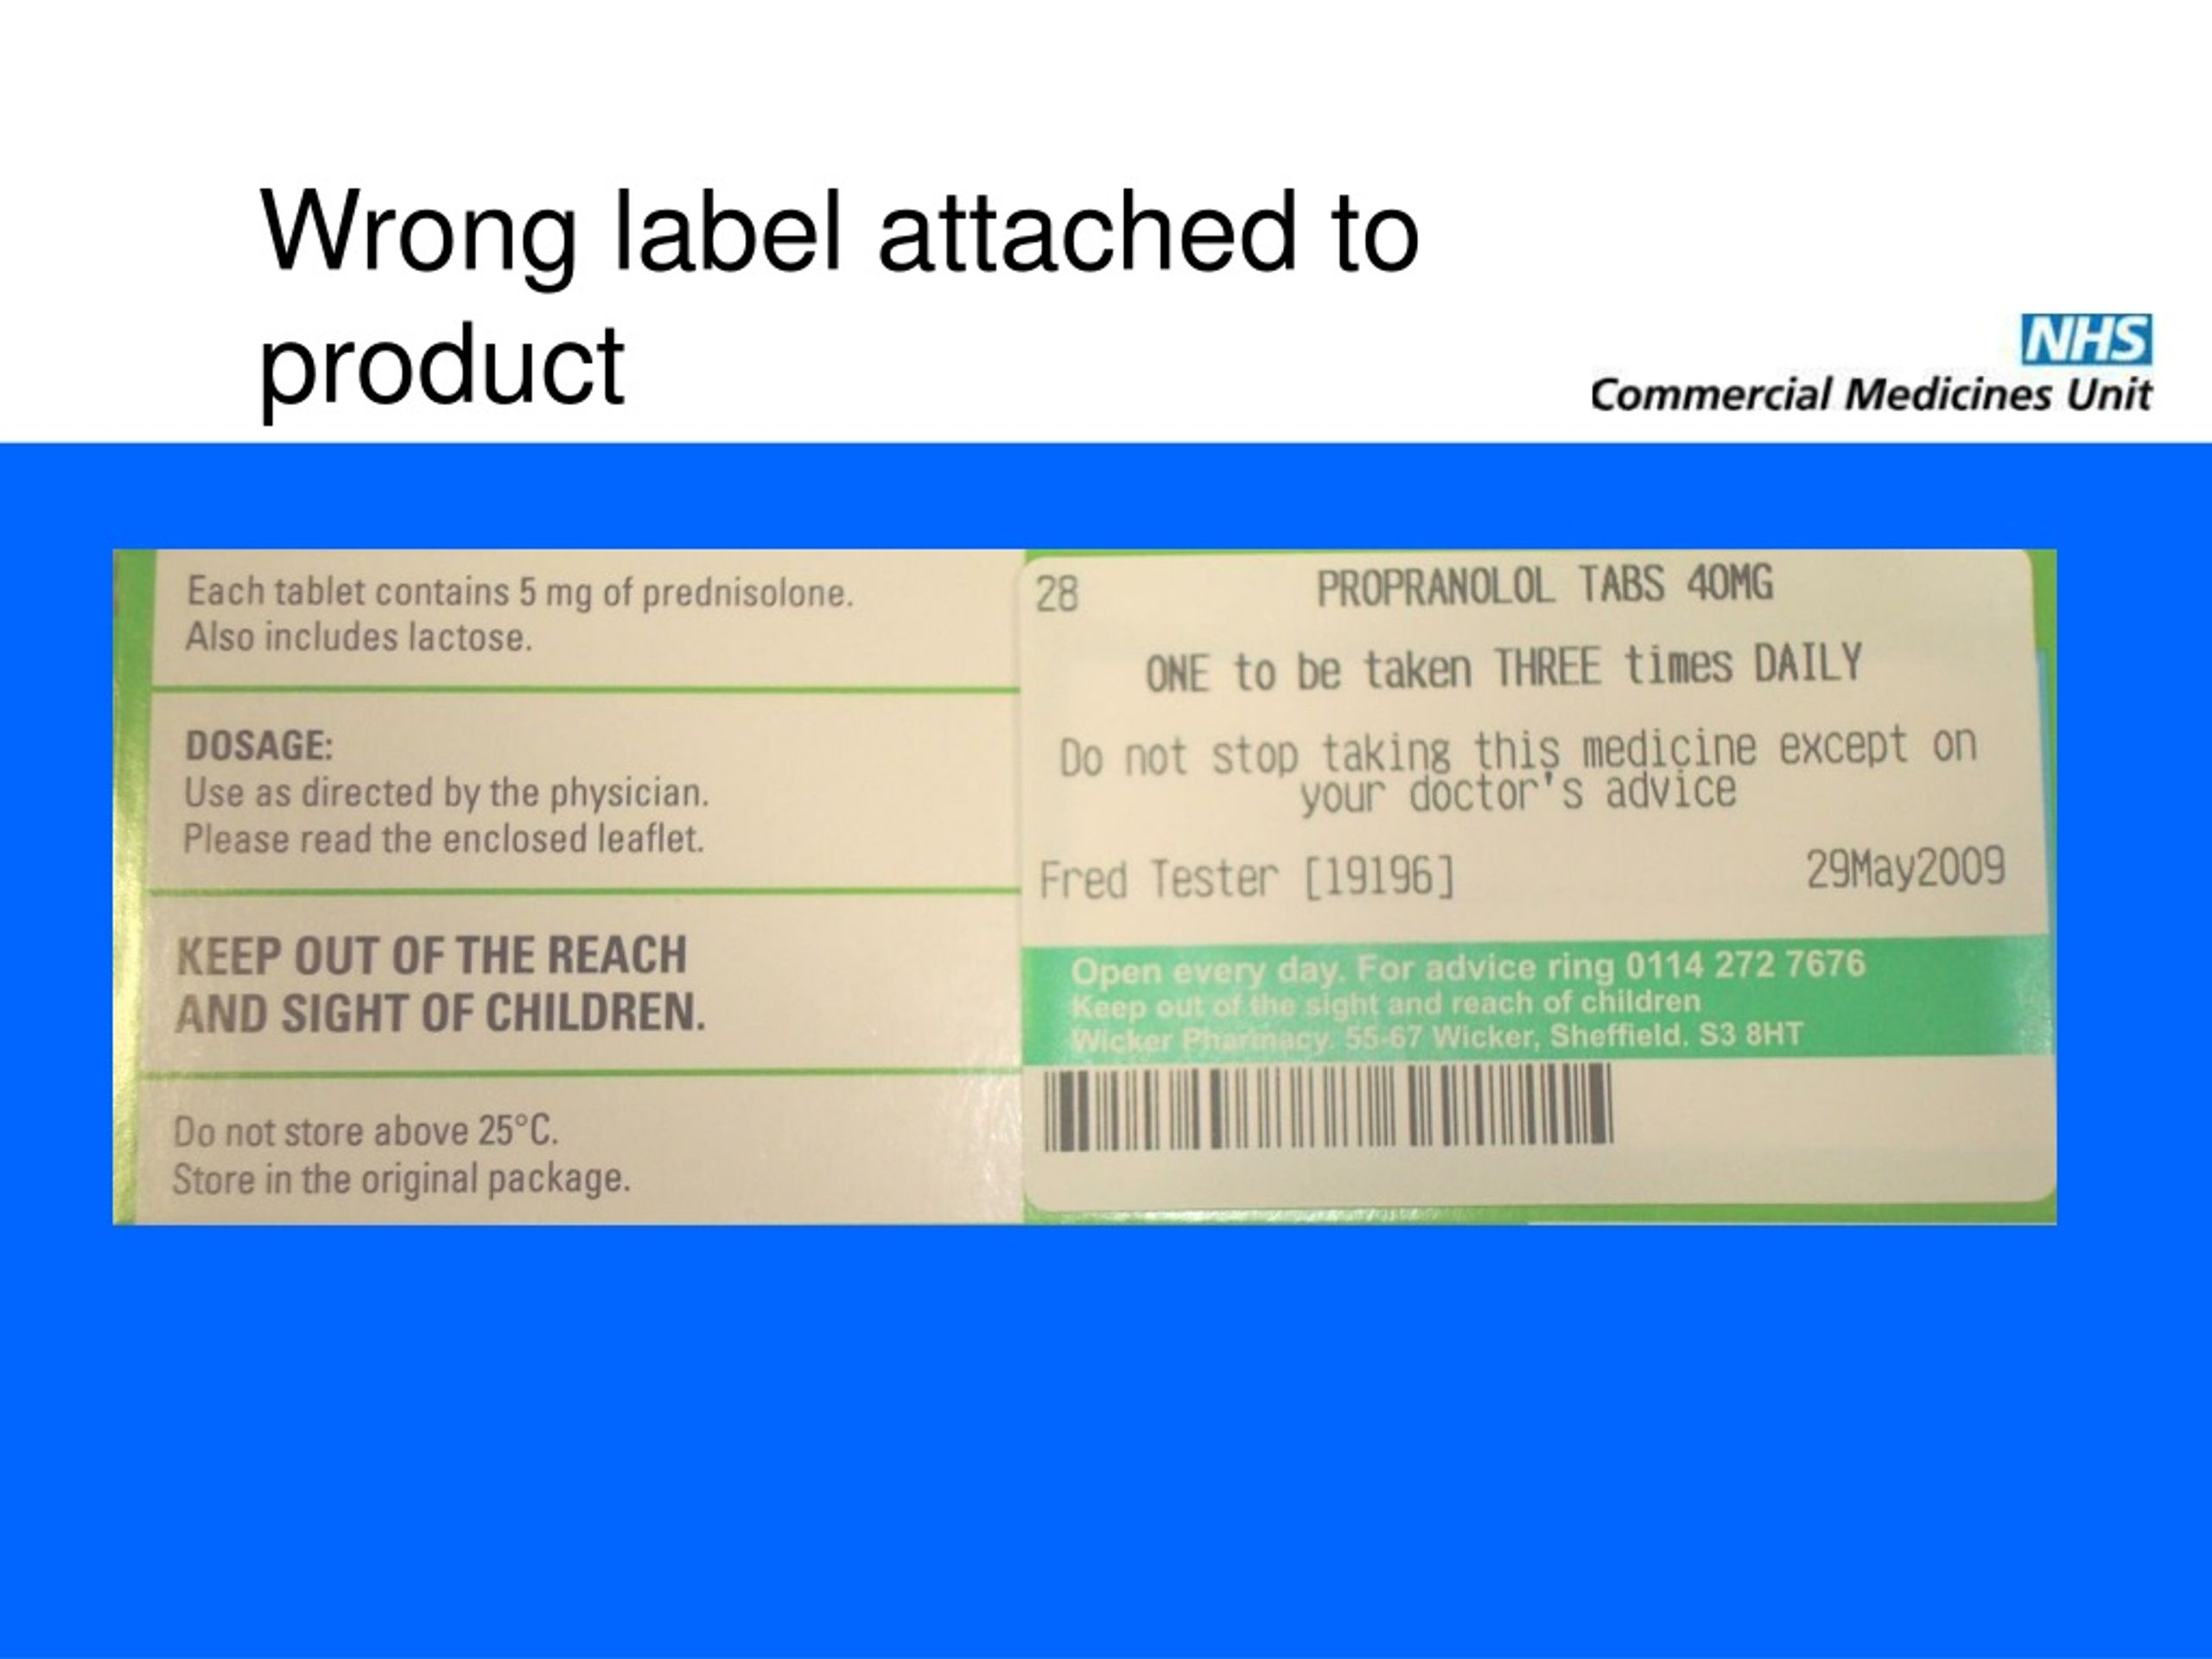 Wrong label attached to
product
NHS
Commercial Medicines Unit
Each tablet contains 5 mg of prednisolone.
Also includes lactose.
DOSAGE:
Use as directed by the physician.
Please read the enclosed leaflet.
KEEP OUT OF THE REACH
AND SIGHT OF CHILDREN.
Do not store above 25°C.
Store in the original package.
28 PROPRANOLOL TABS 40MG
ONE to be taken THREE times DAILY
Do not stop taking this medicine except on
your doctor's advice
Fred Tester [19196] 29May2009
Open every day. For advice ring 0114 272 7676
Keep out of the sight and reach of children
Wicker Pharmacy. 55-67 Wicker, Sheffield. S3 8HT